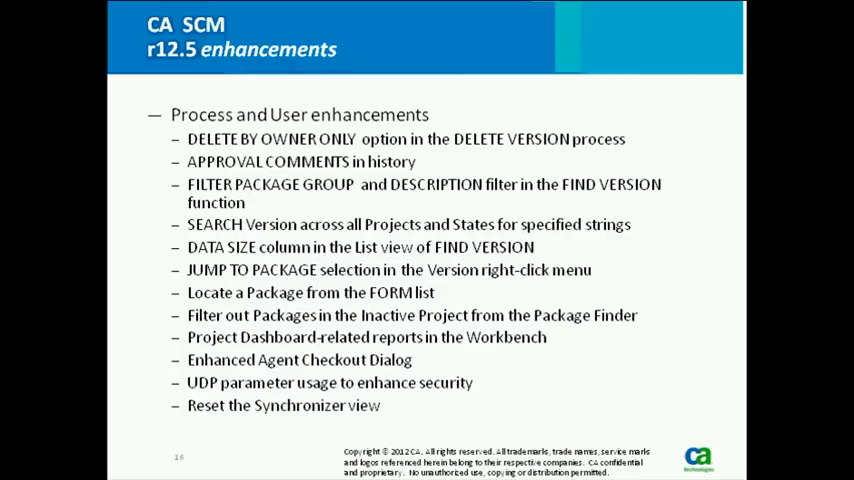 CA SCM
r12.5 enhancements
— Process and User enhancements
– DELETE BY OWNER ONLY option in the DELETE VERSION process
– APPROVAL COMMENTS in history
– FILTER PACKAGE GROUP and DESCRIPTION filter in the FIND VERSION
function
– SEARCH Version across all Projects and States for specified strings
– DATA SIZE column in the List view of FIND VERSION
– JUMP TO PACKAGE selection in the Version right-click menu
– Locate a Package from the FORM list
– Filter out Packages in the Inactive Project from the Package Finder
– Project Dashboard-related reports in the Workbench
– Enhanced Agent Checkout Dialog
– UDP parameter usage to enhance security
– Reset the Synchronizer view
16
Copyright © 2012 CA. All rights reserved. All trademarks, trade names, service marks
and logos referenced herein belong to their respective companies. CA confidential
and proprietary. No unauthorized use, copying or distribution permitted.
ca
technologies